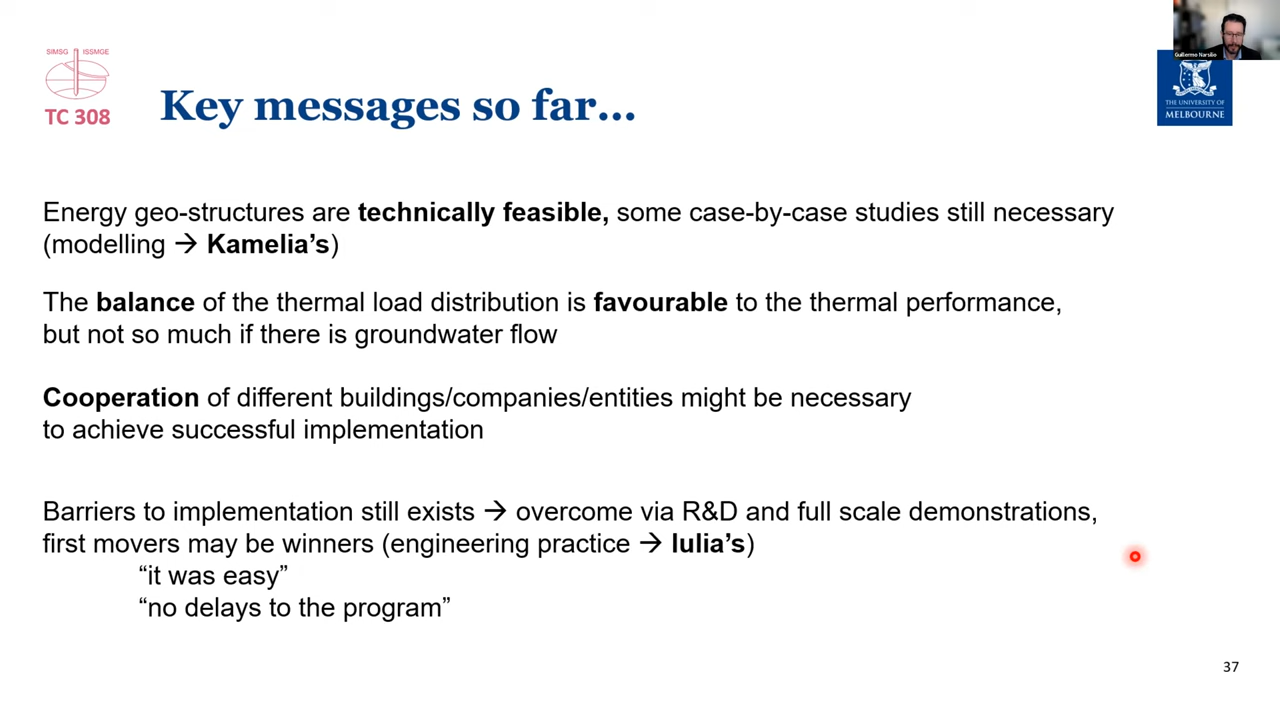 SIMSG ISSMGE
TC 308
Key messages so far...
Guillermo Narsilio
THE UNIVERSITY OF
MELBOURNE
Energy geo-structures are technically feasible, some case-by-case studies still necessary
(modelling → Kamelia’s)
The balance of the thermal load distribution is favourable to the thermal performance,
but not so much if there is groundwater flow
Cooperation of different buildings/companies/entities might be necessary
to achieve successful implementation
Barriers to implementation still exists → overcome via R&D and full scale demonstrations,
first movers may be winners (engineering practice → Iulia’s)
“it was easy”
“no delays to the program”
37